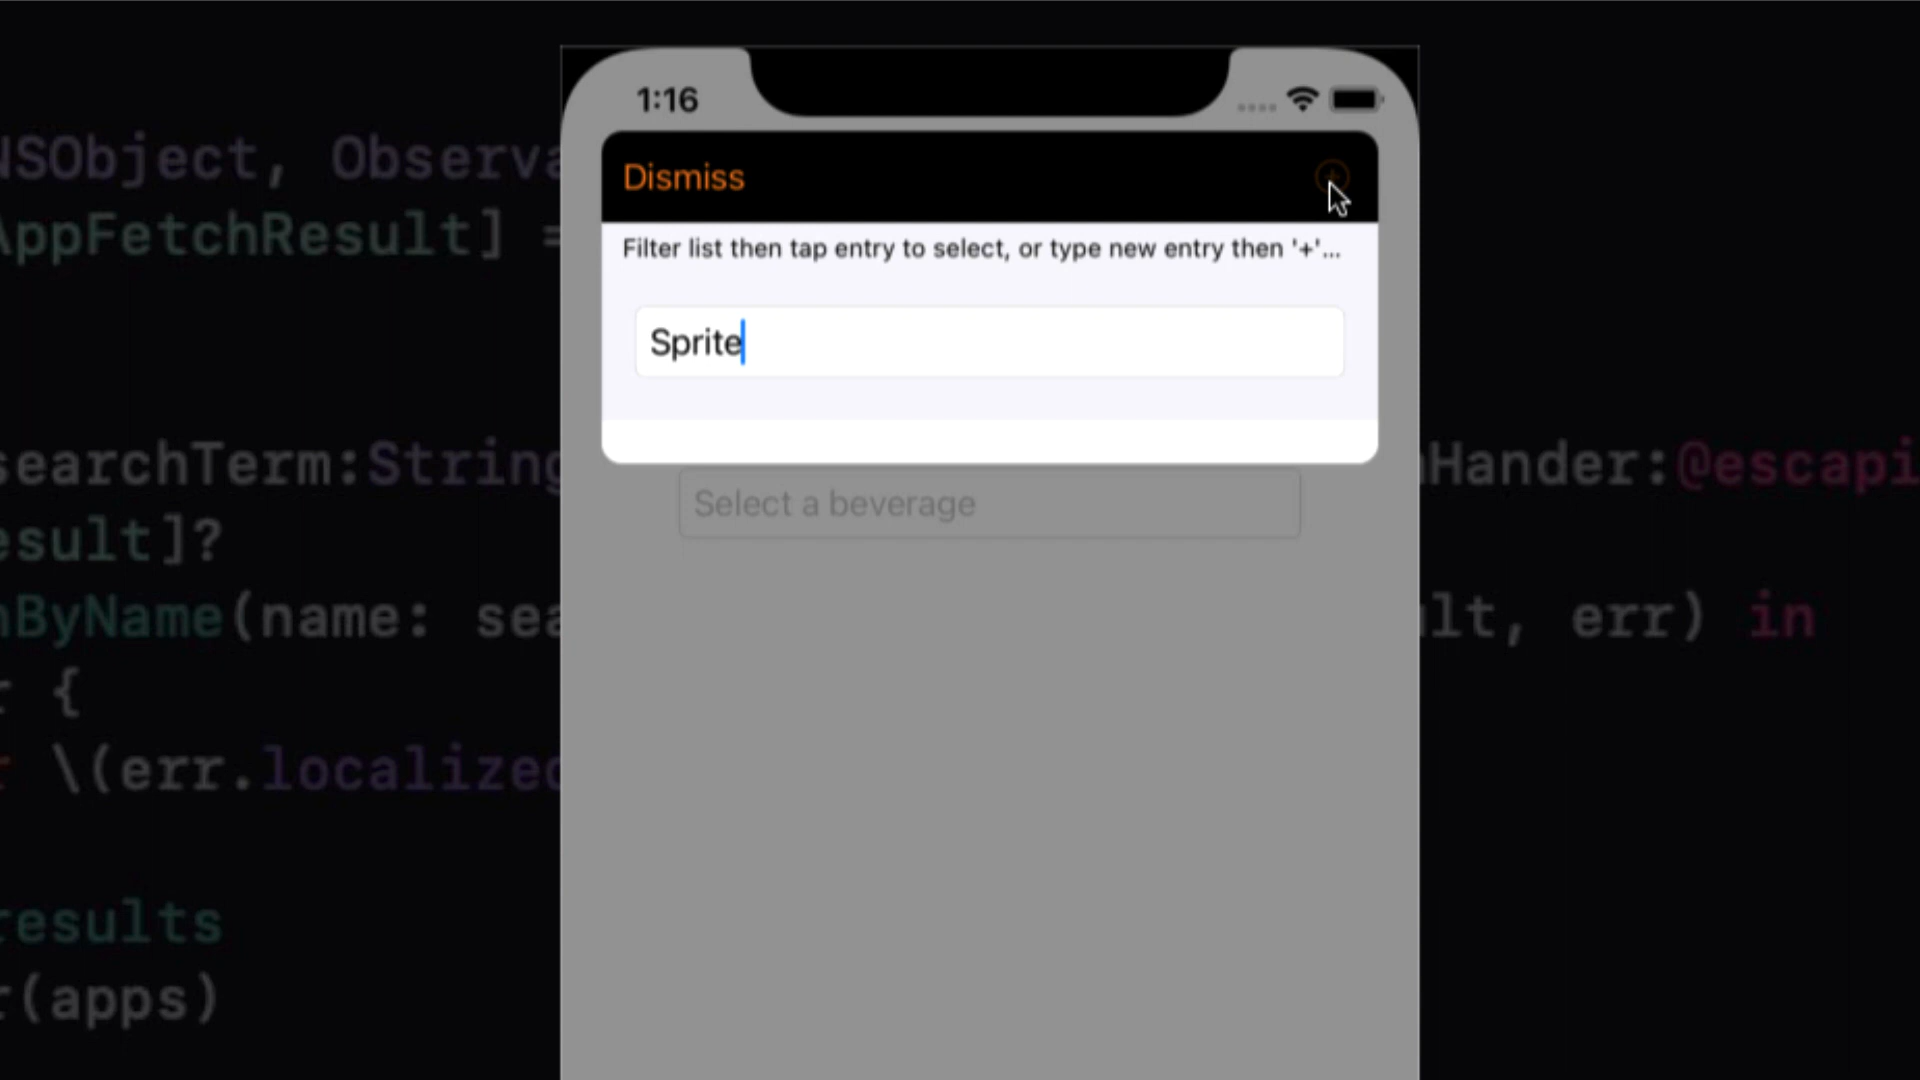 1:16
NSObject, Observa
Dismiss
AppFetchResult] =
Filter list then tap entry to select, or type new entry then '+'...
Sprite
searchTerm:String
Hander:@escapi
Select a beverage
esult]?
ByName(name: sea
lt, err) in
r {
r \(err.localized
results
r(apps)